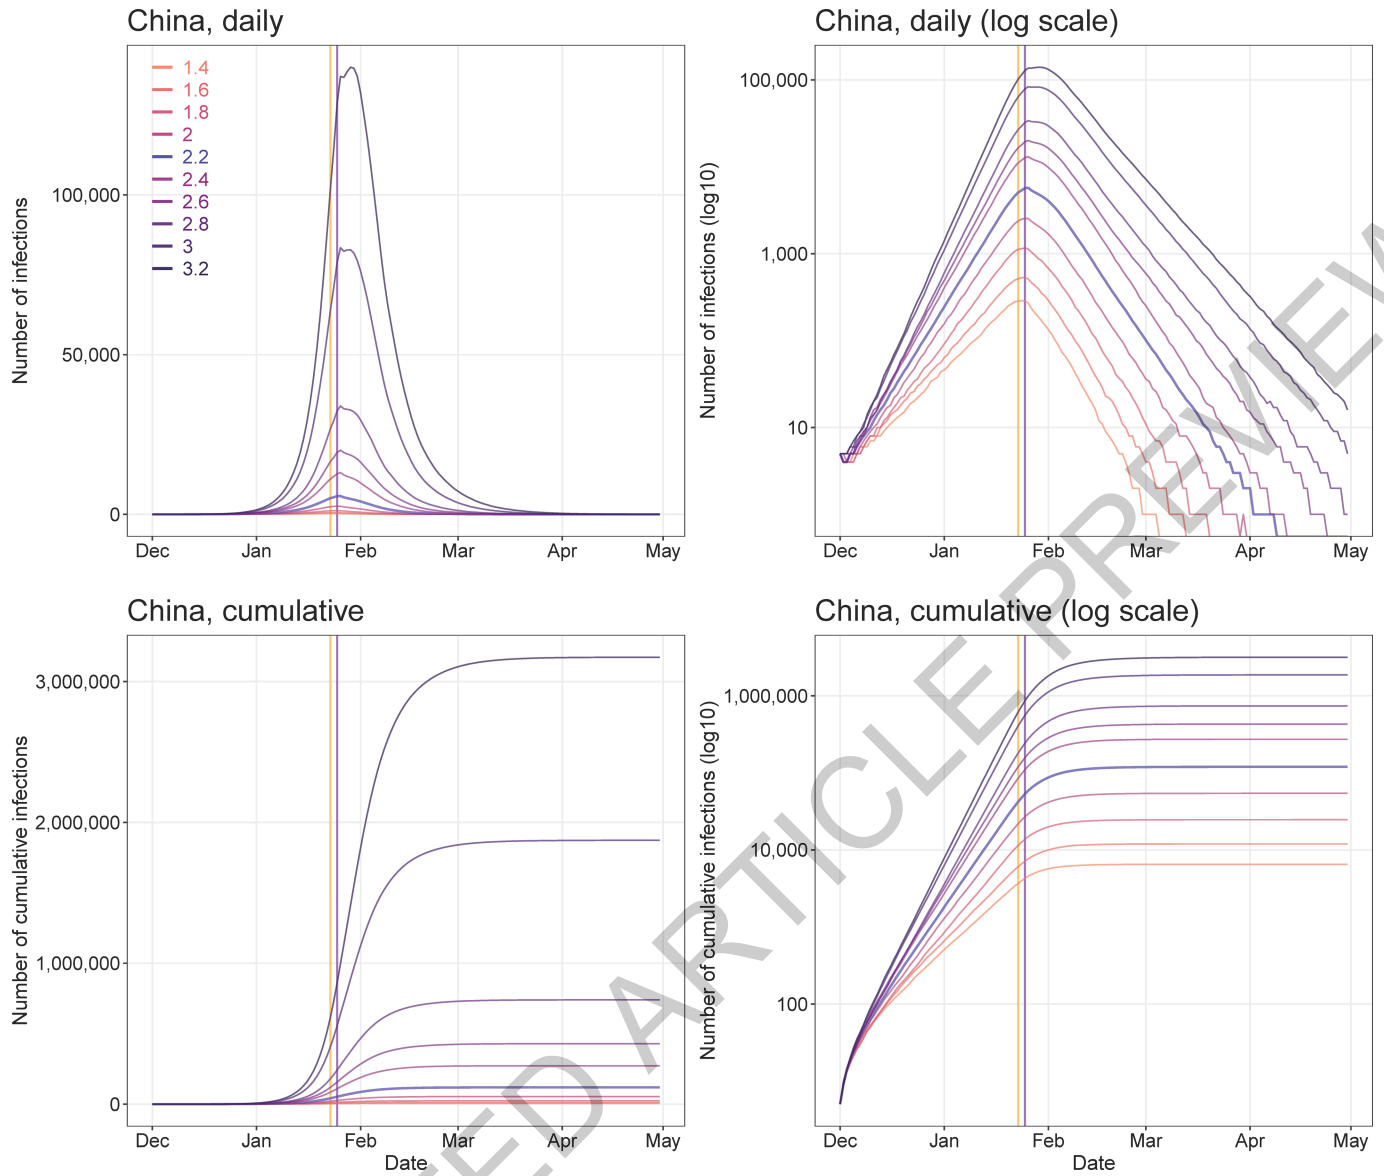 China, daily
Number of infections
100,000
50,000
0
1.4
1.6
1.8
2
2.2
2.4
2.6
2.8
3
3.2
Dec Jan Feb Mar Apr May
China, daily (log scale)
Number of infections (log10)
100,000
1,000
10
Dec Jan Feb Mar Apr May
China, cumulative
Number of cumulative infections
3,000,000
2,000,000
1,000,000
0
Dec Jan Feb Mar Apr May
Date
China, cumulative (log scale)
Number of cumulative infections (log10)
1,000,000
10,000
100
Dec Jan Feb Mar Apr May
Date
ED ARTICLE PREVIEW